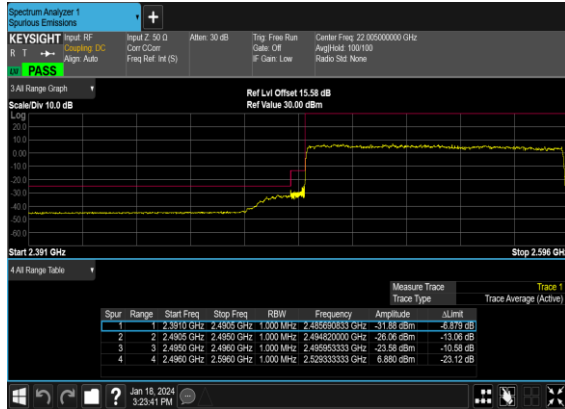 Spectrum Analyzer 1
Spurious Emissions
+
KEYSIGHT Input: RF Input Z: 50 Ω Atten: 30 dB Trig: Free Run Center Freq: 22.005000000 GHz
R T Coupling: DC Corr CCorr Gate: Off Avg|Hold: 100/100
Align: Auto Freq Ref: Int (S) IF Gain: Low Radio Std: None
PASS
3 All Range Graph
Ref Lvl Offset 15.58 dB
Scale/Div 10.0 dB Ref Value 30.00 dBm
Log
20.0
10.0
0.00
-10.0
-20.0
-30.0
-40.0
-50.0
-60.0
Start 2.391 GHz Stop 2.596 GHz
4 All Range Table
Measure Trace Trace 1
Trace Type Trace Average (Active)
Spur Range Start Freq Stop Freq RBW Frequency Amplitude ΔLimit
1 1 2.3910 GHz 2.4905 GHz 1.000 MHz 2.485690833 GHz -31.88 dBm -6.879 dB
2 2 2.4905 GHz 2.4950 GHz 1.000 MHz 2.494820000 GHz -26.06 dBm -13.06 dB
3 3 2.4950 GHz 2.4960 GHz 1.000 MHz 2.495953333 GHz -23.58 dBm -10.58 dB
4 4 2.4960 GHz 2.5960 GHz 1.000 MHz 2.529333333 GHz 6.880 dBm -23.12 dB
? Jan 18, 2024
3:23:41 PM